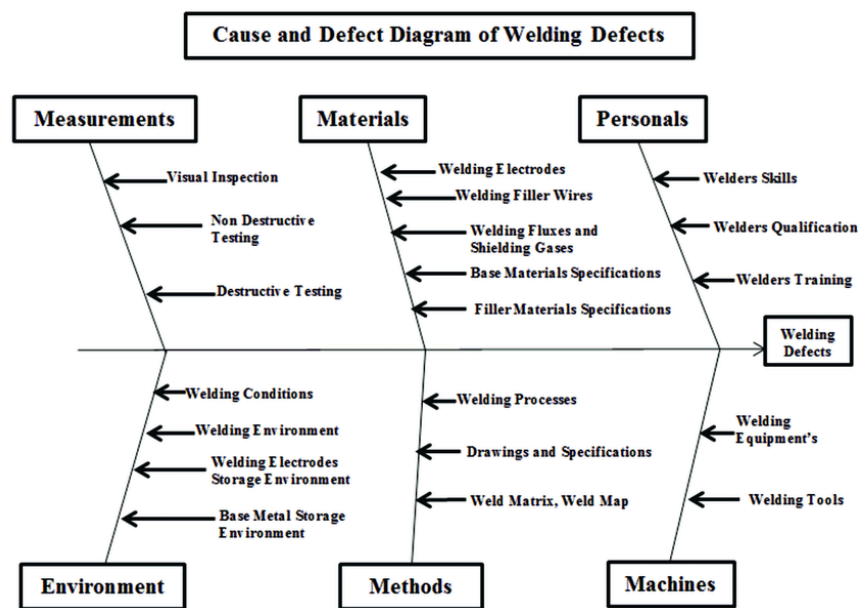 Cause and Defect Diagram of Welding Defects
Measurements
Materials
Personals
Visual Inspection
Non Destructive
Testing
Destructive Testing
Welding Electrodes
Welding Filler Wires
Welding Fluxes and
Shielding Gases
Base Materials Specifications
Filler Materials Specifications
Welders Skills
Welders Qualification
Welders Training
Welding
Defects
Welding Conditions
Welding Environment
Welding Electrodes
Storage Environment
Base Metal Storage
Environment
Welding Processes
Drawings and Specifications
Weld Matrix, Weld Map
Welding
Equipment's
Welding Tools
Environment
Methods
Machines